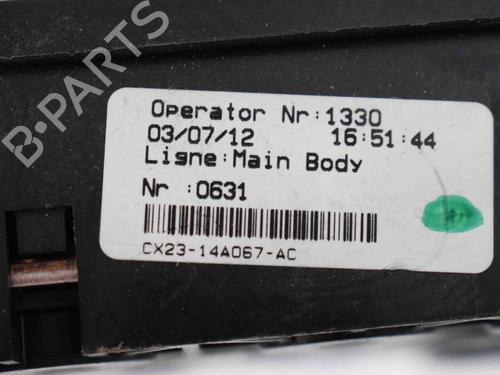 B-PARTS
Operator Nr:1330
03/07/12 16:51:44
Ligne:Main Body
Nr :0631
CX23-14A067-AC